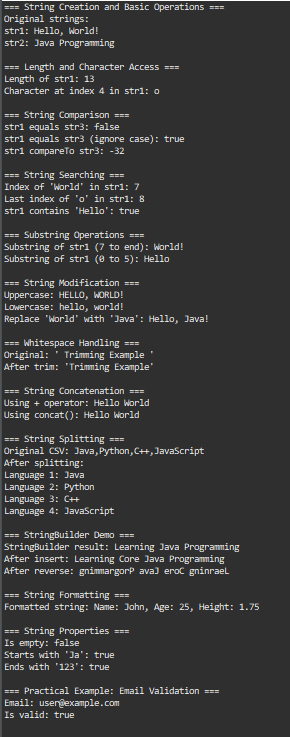 === String Creation and Basic Operations ===
Original strings:
str1: Hello, World!
str2: Java Programming
=== Length and Character Access ===
Length of str1: 13
Character at index 4 in str1: o
=== String Comparison ===
str1 equals str3: false
str1 equals str3 (ignore case): true
str1 compareTo str3: -32
=== String Searching ===
Index of 'World' in str1: 7
Last index of 'o' in str1: 8
str1 contains 'Hello': true
=== Substring Operations ===
Substring of str1 (7 to end): World!
Substring of str1 (0 to 5): Hello
=== String Modification ===
Uppercase: HELLO, WORLD!
Lowercase: hello, world!
Replace 'World' with 'Java': Hello, Java!
=== Whitespace Handling ===
Original: ' Trimming Example '
After trim: 'Trimming Example'
=== String Concatenation ===
Using + operator: Hello World
Using concat(): Hello World
=== String Splitting ===
Original CSV: Java,Python,C++,JavaScript
After splitting:
Language 1: Java
Language 2: Python
Language 3: C++
Language 4: JavaScript
=== StringBuilder Demo ===
StringBuilder result: Learning Java Programming
After insert: Learning Core Java Programming
After reverse: gnimmargorP avaJ eroC gninraeL
=== String Formatting ===
Formatted string: Name: John, Age: 25, Height: 1.75
=== String Properties ===
Is empty: false
Starts with 'Ja': true
Ends with '123': true
=== Practical Example: Email Validation ===
Email: user@example.com
Is valid: true